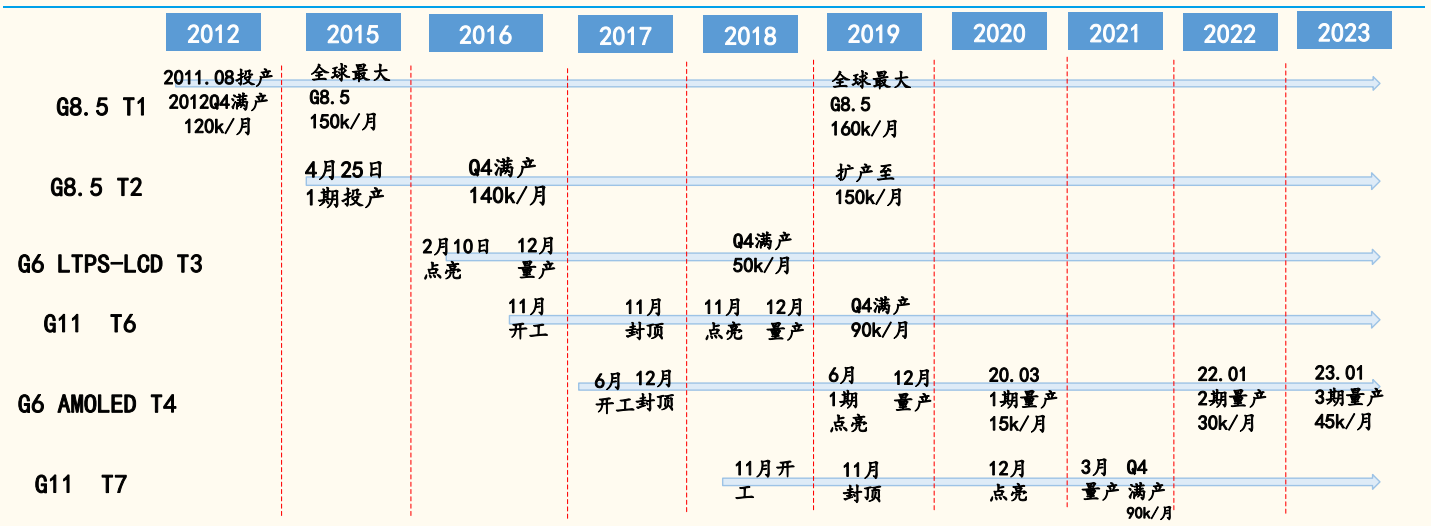 2012 2015 2016 2017 2018 2019 2020 2021 2022 2023
G8.5 T1
2011.08投产
2012Q4满产
120k/月
全球最大
G8.5
150k/月
全球最大
G8.5
160k/月
G8.5 T2
4月25日
1期投产
Q4满产
140k/月
扩产至
150k/月
G6 LTPS-LCD T3
2月10日
点亮
12月
量产
Q4满产
50k/月
G11 T6
11月
开工
11月
封顶
11月
点亮
12月
量产
Q4满产
90k/月
G6 AMOLED T4
6月
开工
12月
封顶
6月
1期
点亮
12月
量产
20.03
1期量产
15k/月
22.01
2期量产
30k/月
23.01
3期量产
45k/月
G11 T7
11月开
工
11月
封顶
12月
点亮
3月
量产
Q4
满产
90k/月